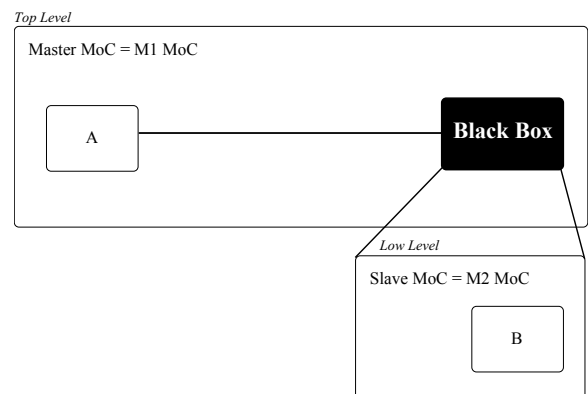 Top Level
Master MoC = M1 MoC
A
Black Box
Low Level
Slave MoC = M2 MoC
B